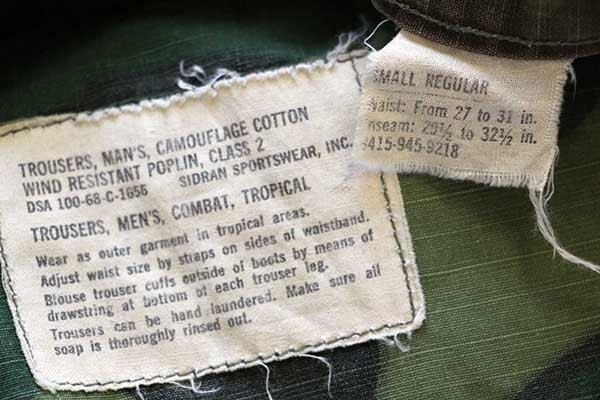 TROUSERS, MAN'S, CAMOUFLAGE COTTON
WIND RESISTANT POPLIN, CLASS 2
DSA 100-68-C-1656 SIDRAN SPORTSWEAR, INC.
TROUSERS, MEN'S, COMBAT, TROPICAL
Wear as outer garment in tropical areas.
Adjust waist size by straps on sides of waistband.
Blouse trouser cuffs outside of boots by means of
drawstring at bottom of each trouser leg.
Trousers can be hand laundered. Make sure all
soap is thoroughly rinsed out.
SMALL REGULAR
Waist: From 27 to 31 in.
nseam: 29½ to 32½ in.
8415-945-9218